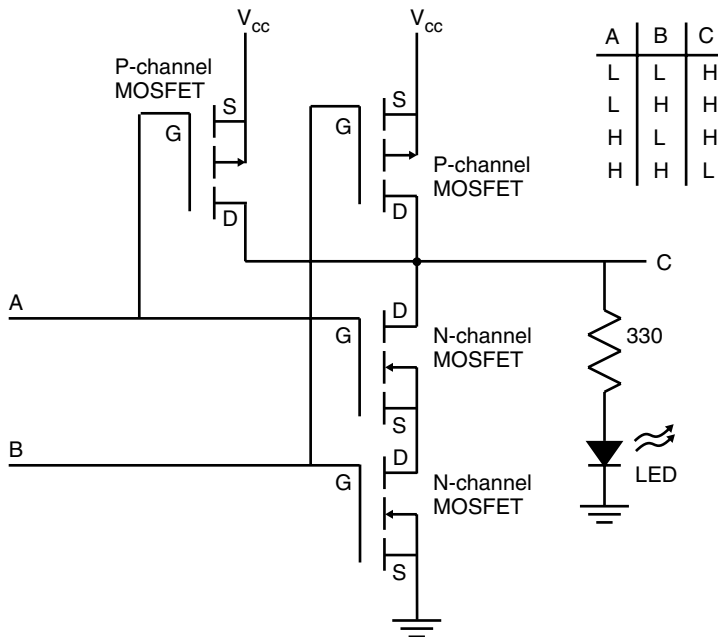 Vcc
Vcc
A B C
P-channel
MOSFET
L L H
S
S
L H H
G
G
H L H
P-channel
MOSFET
H H L
D
D
C
A
D
G
N-channel
MOSFET
330
S
B
D
G
N-channel
MOSFET
LED
S